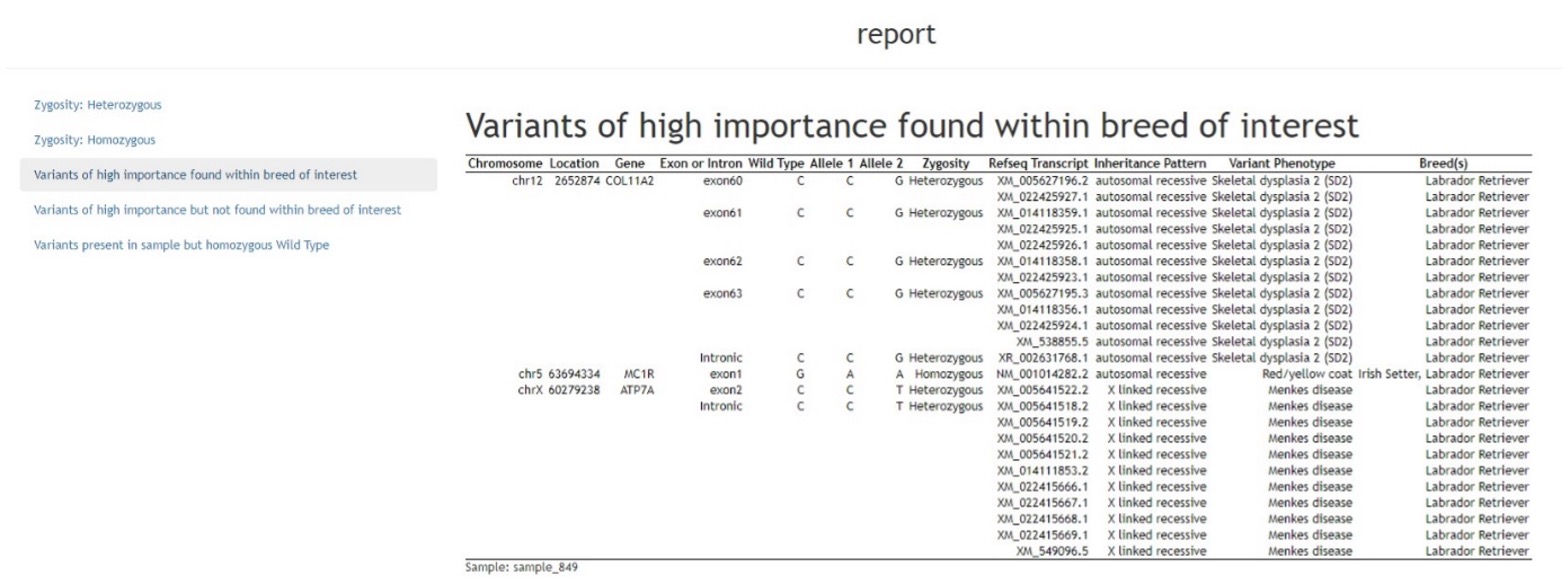 report
Zygosity: Heterozygous
Zygosity: Homozygous
Variants of high importance found within breed of interest
Variants of high importance but not found within breed of interest
Variants present in sample but homozygous Wild Type
Variants of high importance found within breed of interest
Chromosome Location Gene Exon or Intron Wild Type Allele 1 Allele 2 Zygosity Refseq Transcript Inheritance Pattern Variant Phenotype Breed(s)
chr12 2652874 COL11A2 exon60 C C G Heterozygous XM_005627196.2 autosomal recessive Skeletal dysplasia 2 (SD2) Labrador Retriever
XM_022425927.1 autosomal recessive Skeletal dysplasia 2 (SD2) Labrador Retriever
exon61 C C G Heterozygous XM_014118359.1 autosomal recessive Skeletal dysplasia 2 (SD2) Labrador Retriever
XM_022425925.1 autosomal recessive Skeletal dysplasia 2 (SD2) Labrador Retriever
XM_022425926.1 autosomal recessive Skeletal dysplasia 2 (SD2) Labrador Retriever
exon62 C C G Heterozygous XM_014118358.1 autosomal recessive Skeletal dysplasia 2 (SD2) Labrador Retriever
XM_022425923.1 autosomal recessive Skeletal dysplasia 2 (SD2) Labrador Retriever
exon63 C C G Heterozygous XM_005627195.3 autosomal recessive Skeletal dysplasia 2 (SD2) Labrador Retriever
XM_014118356.1 autosomal recessive Skeletal dysplasia 2 (SD2) Labrador Retriever
XM_022425924.1 autosomal recessive Skeletal dysplasia 2 (SD2) Labrador Retriever
XM_538855.5 autosomal recessive Skeletal dysplasia 2 (SD2) Labrador Retriever
Intronic C C G Heterozygous XR_002631768.1 autosomal recessive Skeletal dysplasia 2 (SD2) Labrador Retriever
chr5 63694334 MC1R exon1 G A A Homozygous NM_001014282.2 autosomal recessive Red/yellow coat Irish Setter, Labrador Retriever
chrX 60279238 ATP7A exon2 C C T Heterozygous XM_005641522.2 X linked recessive Menkes disease Labrador Retriever
Intronic C C T Heterozygous XM_005641518.2 X linked recessive Menkes disease Labrador Retriever
XM_005641519.2 X linked recessive Menkes disease Labrador Retriever
XM_005641520.2 X linked recessive Menkes disease Labrador Retriever
XM_005641521.2 X linked recessive Menkes disease Labrador Retriever
XM_014111853.2 X linked recessive Menkes disease Labrador Retriever
XM_022415666.1 X linked recessive Menkes disease Labrador Retriever
XM_022415667.1 X linked recessive Menkes disease Labrador Retriever
XM_022415668.1 X linked recessive Menkes disease Labrador Retriever
XM_022415669.1 X linked recessive Menkes disease Labrador Retriever
XM_549096.5 X linked recessive Menkes disease Labrador Retriever
Sample: sample_849